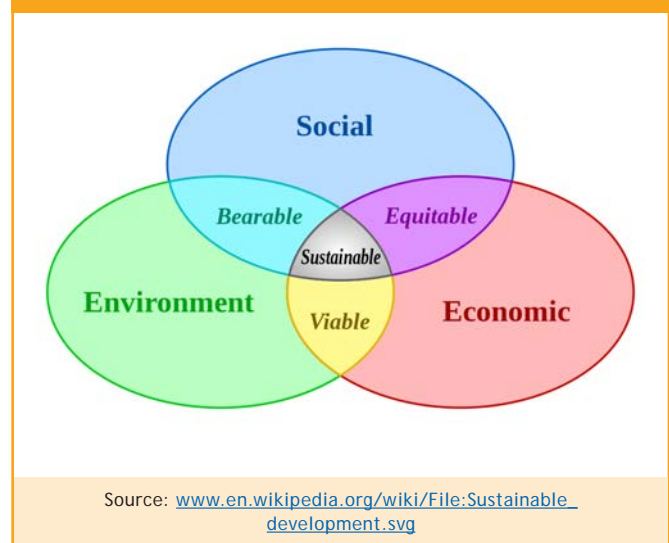 Social
Bearable
Equitable
Sustainable
Environment
Viable
Economic
Source: www.en.wikipedia.org/wiki/File:Sustainable_
development.svg